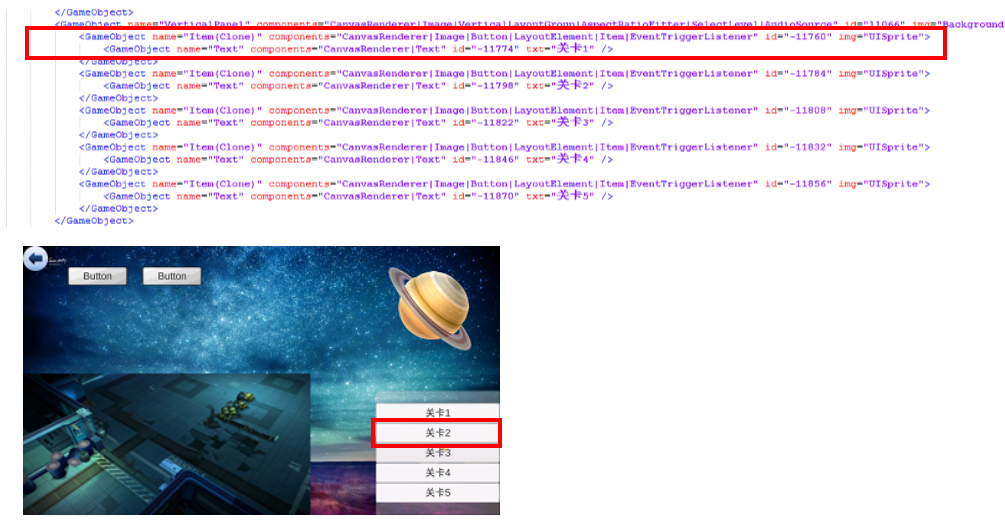 </GameObject>
<GameObject name="VerticalPanel" components="CanvasRenderer|Image|VerticalLayoutGroup|AspectRatioFitter|SelectLevel|AudioSource" id="11066" img="Background
<GameObject name="Item(Clone)" components="CanvasRenderer|Image|Button|LayoutElement|Item|EventTriggerListener" id="-11760" img="UISprite">
<GameObject name="Text" components="CanvasRenderer|Text" id="-11774" txt="关卡1" />
</GameObject>
<GameObject name="Item(Clone)" components="CanvasRenderer|Image|Button|LayoutElement|Item|EventTriggerListener" id="-11784" img="UISprite">
<GameObject name="Text" components="CanvasRenderer|Text" id="-11798" txt="关卡2" />
</GameObject>
<GameObject name="Item(Clone)" components="CanvasRenderer|Image|Button|LayoutElement|Item|EventTriggerListener" id="-11808" img="UISprite">
<GameObject name="Text" components="CanvasRenderer|Text" id="-11822" txt="关卡3" />
</GameObject>
<GameObject name="Item(Clone)" components="CanvasRenderer|Image|Button|LayoutElement|Item|EventTriggerListener" id="-11832" img="UISprite">
<GameObject name="Text" components="CanvasRenderer|Text" id="-11846" txt="关卡4" />
</GameObject>
<GameObject name="Item(Clone)" components="CanvasRenderer|Image|Button|LayoutElement|Item|EventTriggerListener" id="-11856" img="UISprite">
<GameObject name="Text" components="CanvasRenderer|Text" id="-11870" txt="关卡5" />
</GameObject>
</GameObject>
Button
Button
关卡1
关卡2
关卡3
关卡4
关卡5